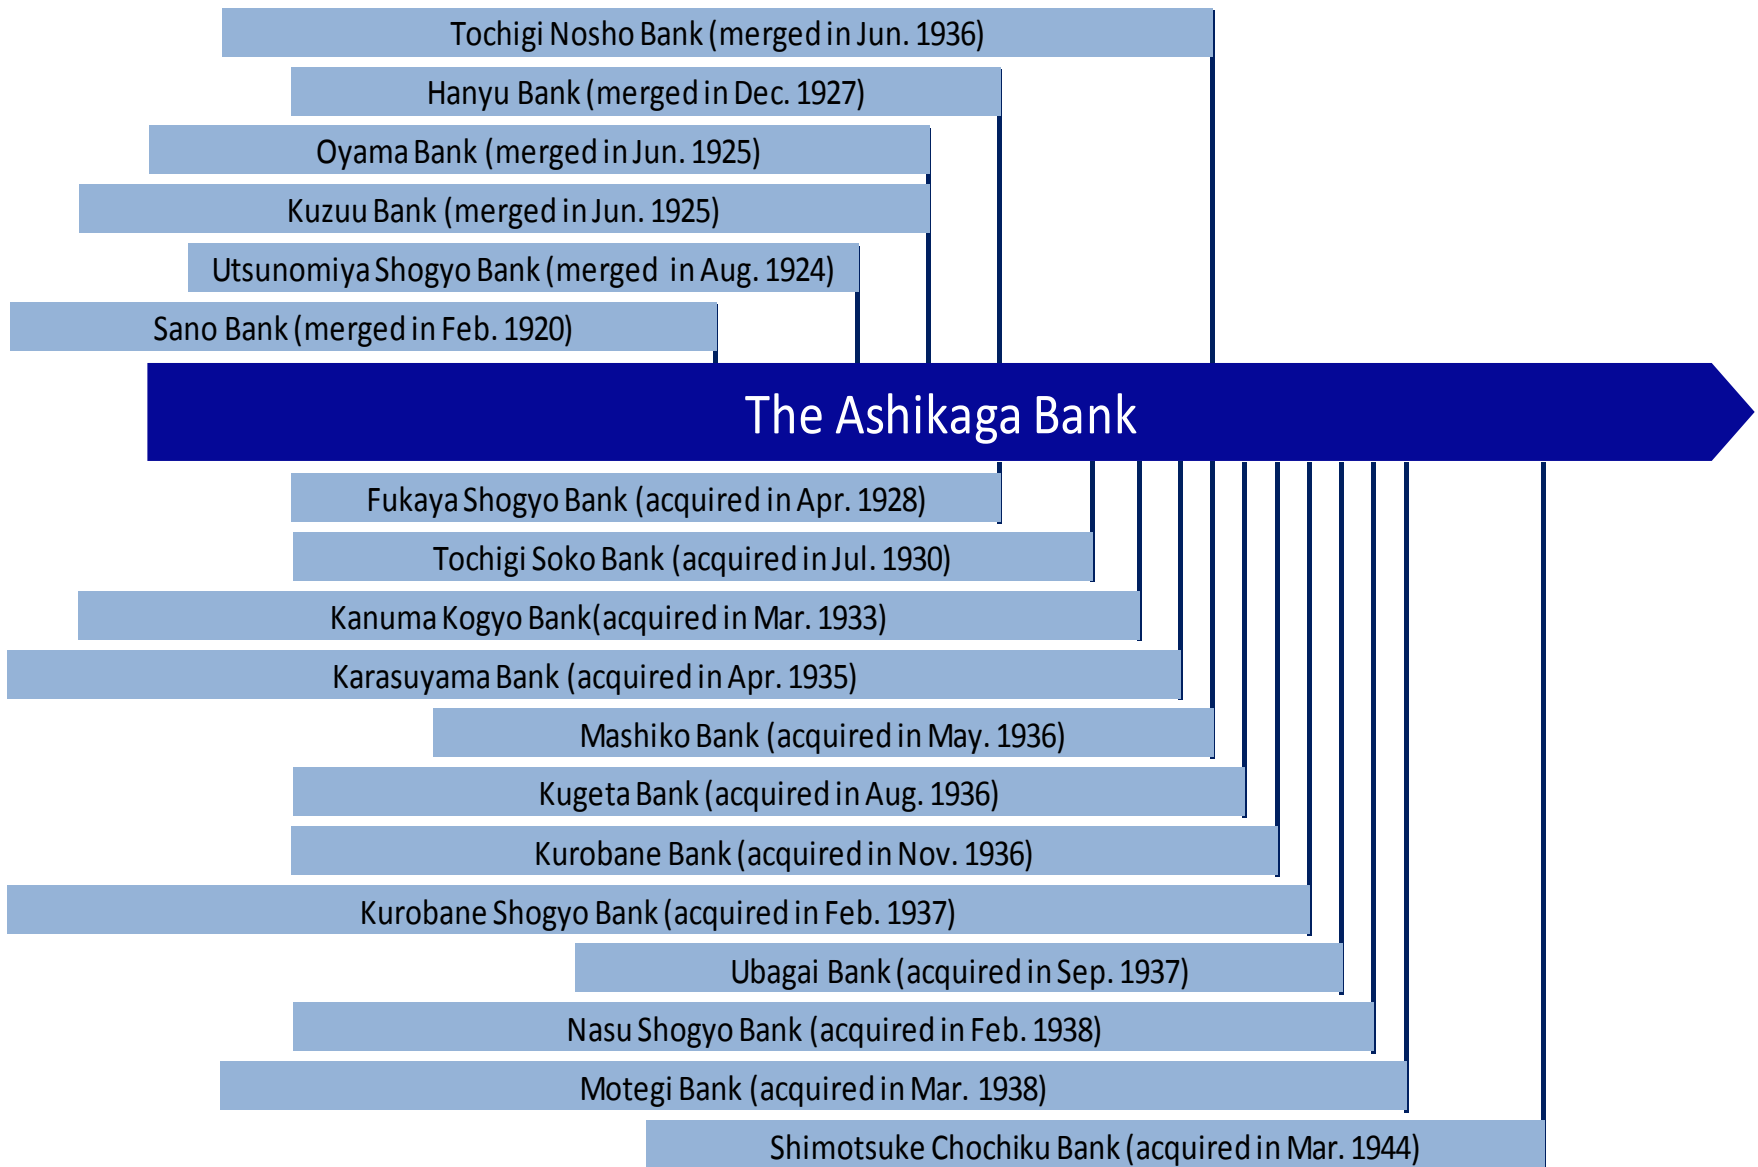 Tochigi Nosho Bank (merged in Jun. 1936)
Hanyu Bank (merged in Dec. 1927)
Oyama Bank (merged in Jun. 1925)
Kuzuu Bank (merged in Jun. 1925)
Utsunomiya Shogyo Bank (merged  in Aug. 1924)
Sano Bank (merged in Feb. 1920)
The Ashikaga Bank
Fukaya Shogyo Bank (acquired in Apr. 1928)
Tochigi Soko Bank (acquired in Jul. 1930)
Kanuma Kogyo Bank(acquired in Mar. 1933)
Karasuyama Bank (acquired in Apr. 1935)
Mashiko Bank (acquired in May. 1936)
Kugeta Bank (acquired in Aug. 1936)
Kurobane Bank (acquired in Nov. 1936)
Kurobane Shogyo Bank (acquired in Feb. 1937)
Ubagai Bank (acquired in Sep. 1937)
Nasu Shogyo Bank (acquired in Feb. 1938)
Motegi Bank (acquired in Mar. 1938)
Shimotsuke Chochiku Bank (acquired in Mar. 1944)